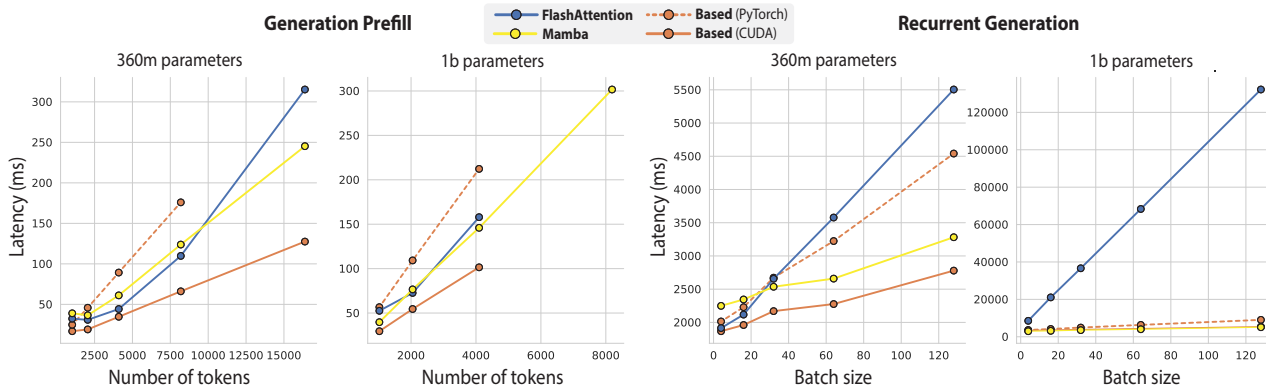 Generation Prefill
FlashAttention
Mamba
Based (PyTorch)
Based (CUDA)
Recurrent Generation
360m parameters
1b parameters
360m parameters
1b parameters
Latency (ms)
300
250
200
150
100
50
2500 5000 7500 10000 12500 15000
Number of tokens
300
250
200
150
100
50
2000 4000 6000 8000
Number of tokens
Latency (ms)
5500
5000
4500
4000
3500
3000
2500
2000
0 20 40 60 80 100 120
Batch size
120000
100000
80000
60000
40000
20000
0
0 20 40 60 80 100 120
Batch size